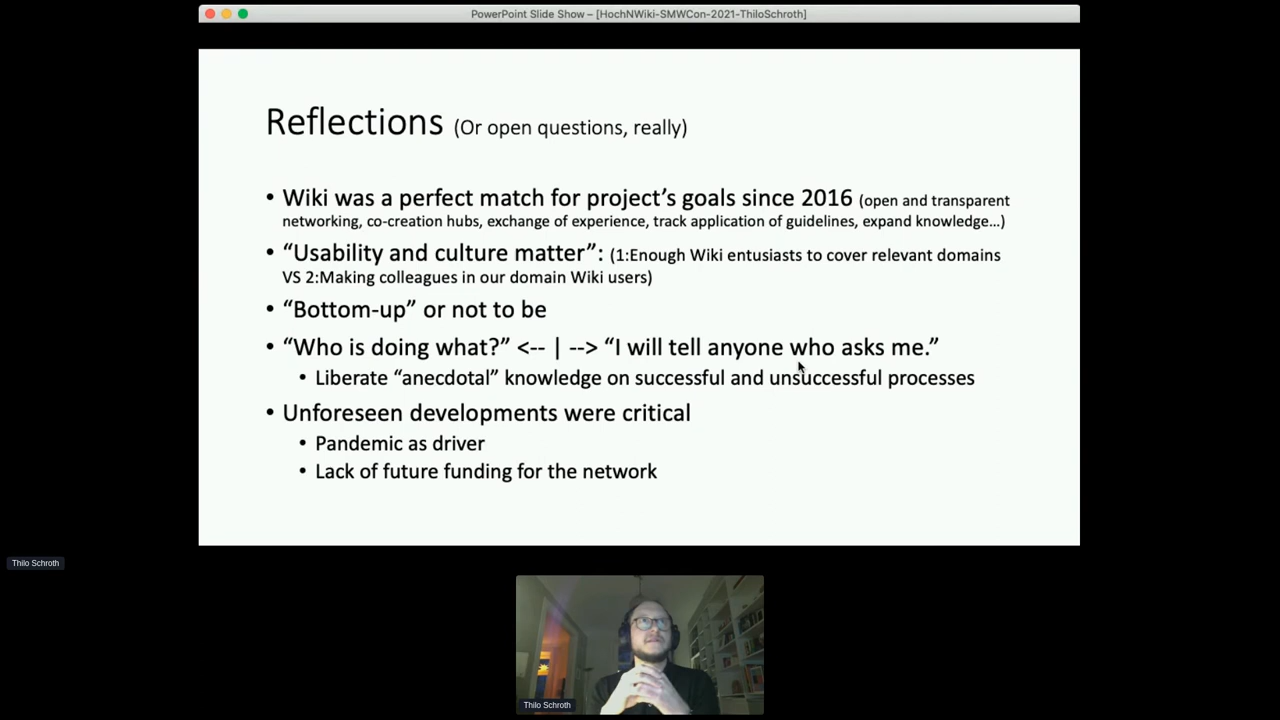 PowerPoint Slide Show – [HochNWiki-SMWCon-2021-ThiloSchroth]
Reflections (Or open questions, really)
• Wiki was a perfect match for project’s goals since 2016 (open and transparent
networking, co-creation hubs, exchange of experience, track application of guidelines, expand knowledge…)
• “Usability and culture matter”: (1:Enough Wiki entusiasts to cover relevant domains
VS 2:Making colleagues in our domain Wiki users)
• “Bottom-up” or not to be
• “Who is doing what?” <-- | --> “I will tell anyone who asks me.”
• Liberate “anecdotal” knowledge on successful and unsuccessful processes
• Unforeseen developments were critical
• Pandemic as driver
• Lack of future funding for the network
Thilo Schroth
Thilo Schroth